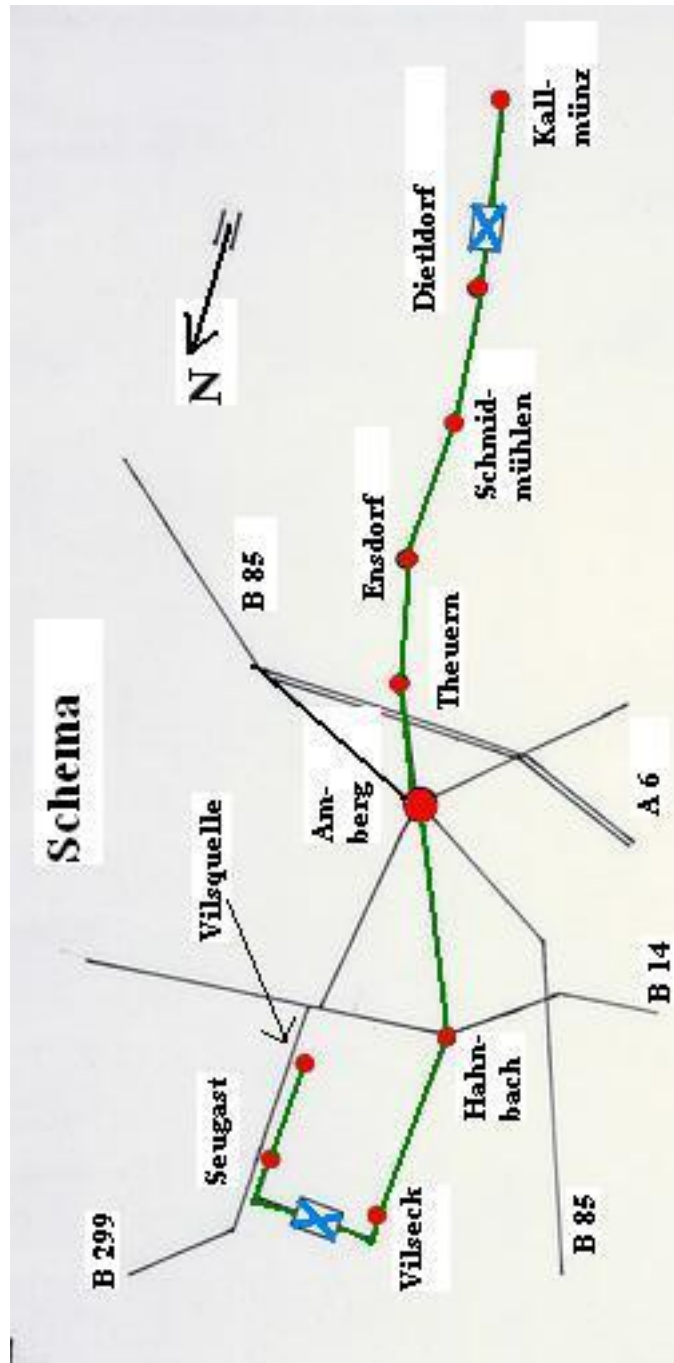 Schema
B 299
Seugast
Vilsquelle
B 85
N
Vilseck
Hahn-
bach
Am-
berg
Theuern
Ensdorf
Schmid-
mühlen
Dietldorf
Kall-
münz
B 85
B 14
A 6